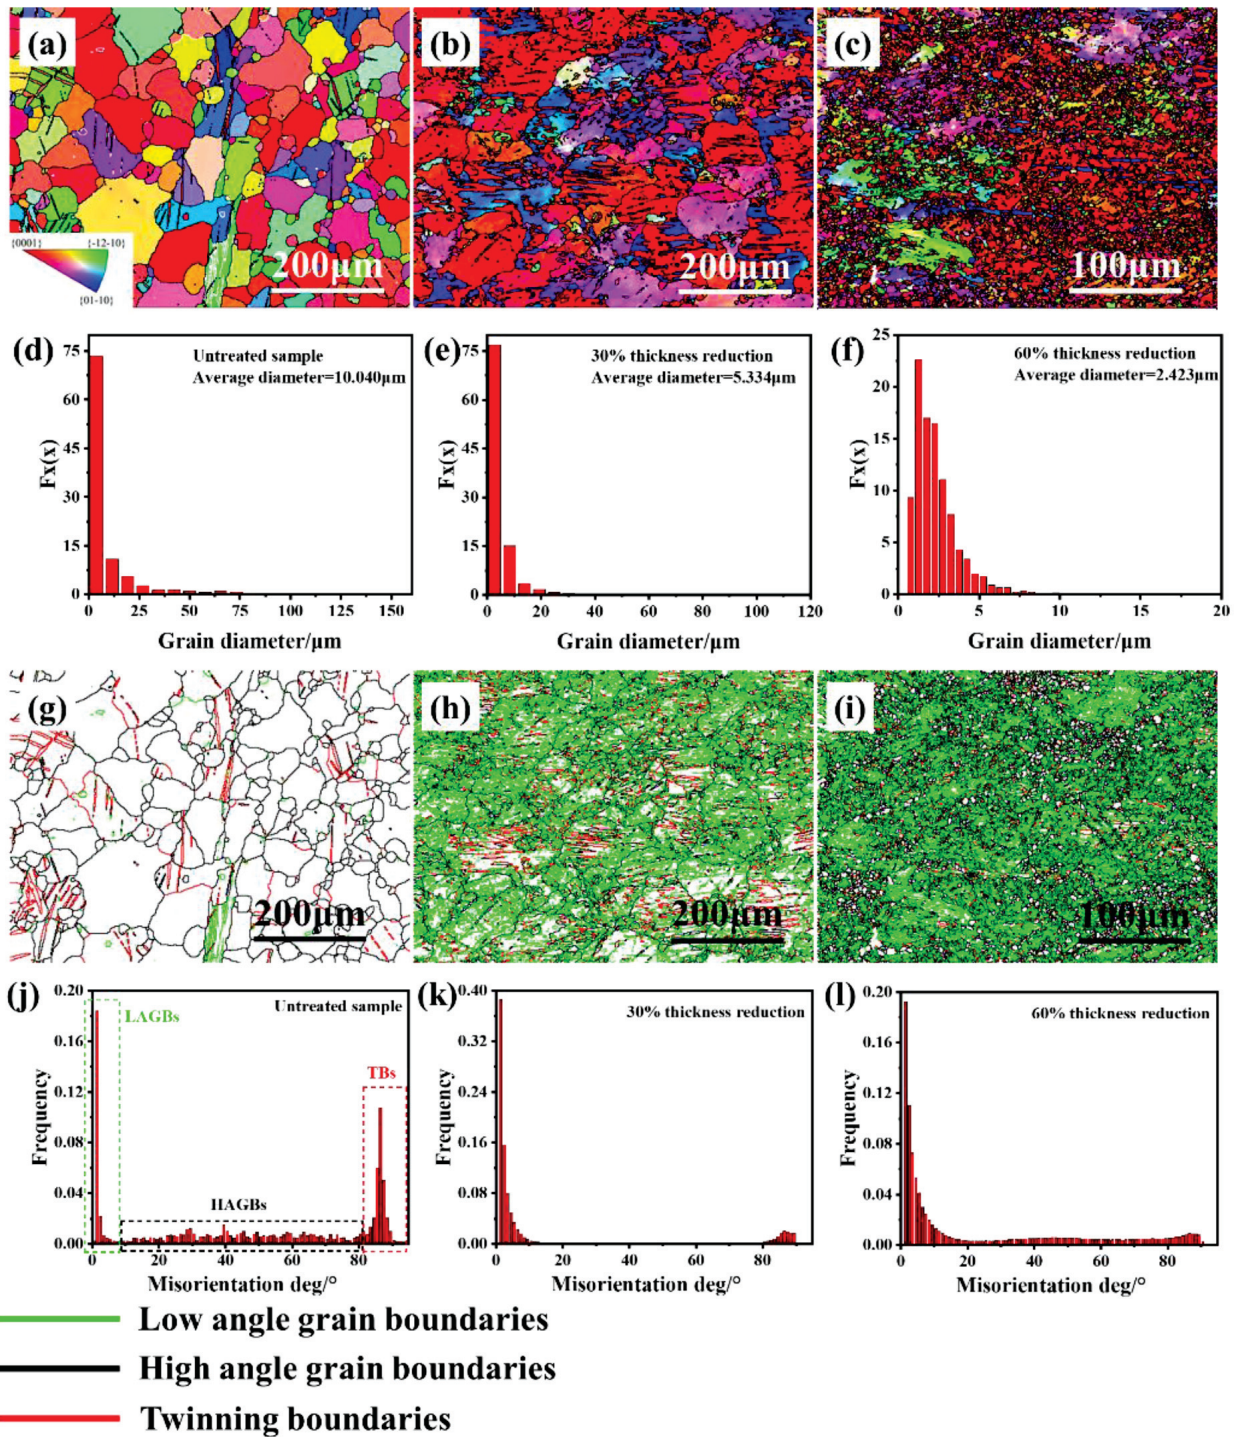 (a)
{0001} {-12-10}
{01-10}
200μm
(b)
200μm
(c)
100μm
(d)
Untreated sample
Average diameter=10.040μm
75
60
45
30
15
0
Fx(x)
0 25 50 75 100 125 150
Grain diameter/μm
(e)
30% thickness reduction
Average diameter=5.334μm
75
60
45
30
15
0
Fx(x)
0 20 40 60 80 100 120
Grain diameter/μm
(f)
60% thickness reduction
Average diameter=2.423μm
25
20
15
10
5
0
Fx(x)
0 5 10 15 20
Grain diameter/μm
(g)
200μm
(h)
200μm
(i)
100μm
(j)
Untreated sample
LAGBs
TBs
HAGBs
0.20
0.16
0.12
0.08
0.04
0.00
Frequency
0 20 40 60 80
Misorientation deg/°
(k)
30% thickness reduction
0.40
0.32
0.24
0.16
0.08
0.00
Frequency
0 20 40 60 80
Misorientation deg/°
(l)
60% thickness reduction
0.20
0.16
0.12
0.08
0.04
0.00
Frequency
0 20 40 60 80
Misorientation deg/°
Low angle grain boundaries
High angle grain boundaries
Twinning boundaries